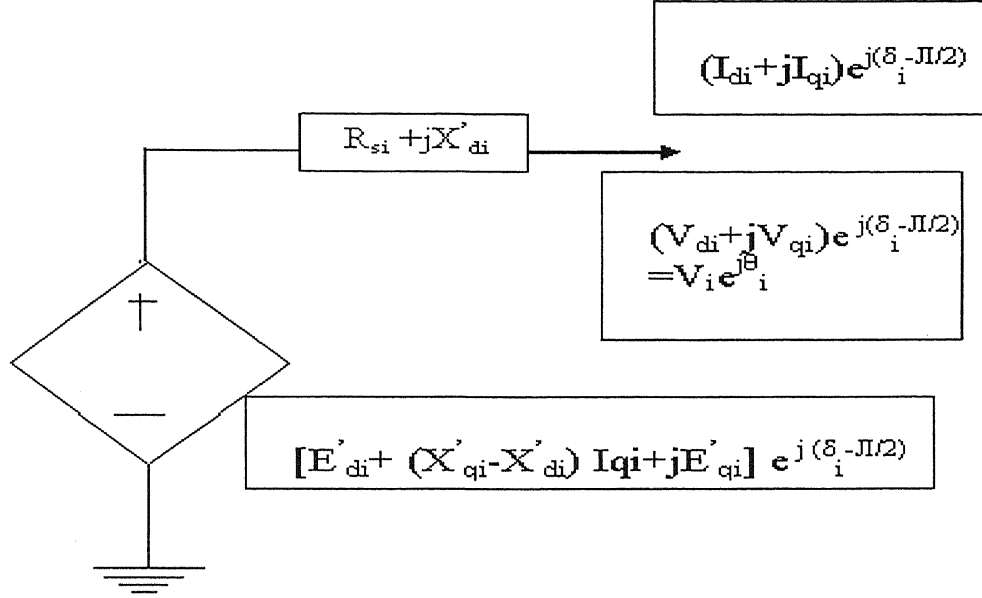 (I_di+jI_qi)e^j(δ_i-Л/2)
R_si +jX'_di
(V_di+jV_qi)e^j(δ_i-Л/2)
=V_i e^jθ_i
+
—
[E'_di+ (X'_qi-X'_di) Iqi+jE'_qi] e^j (δ_i-Л/2)